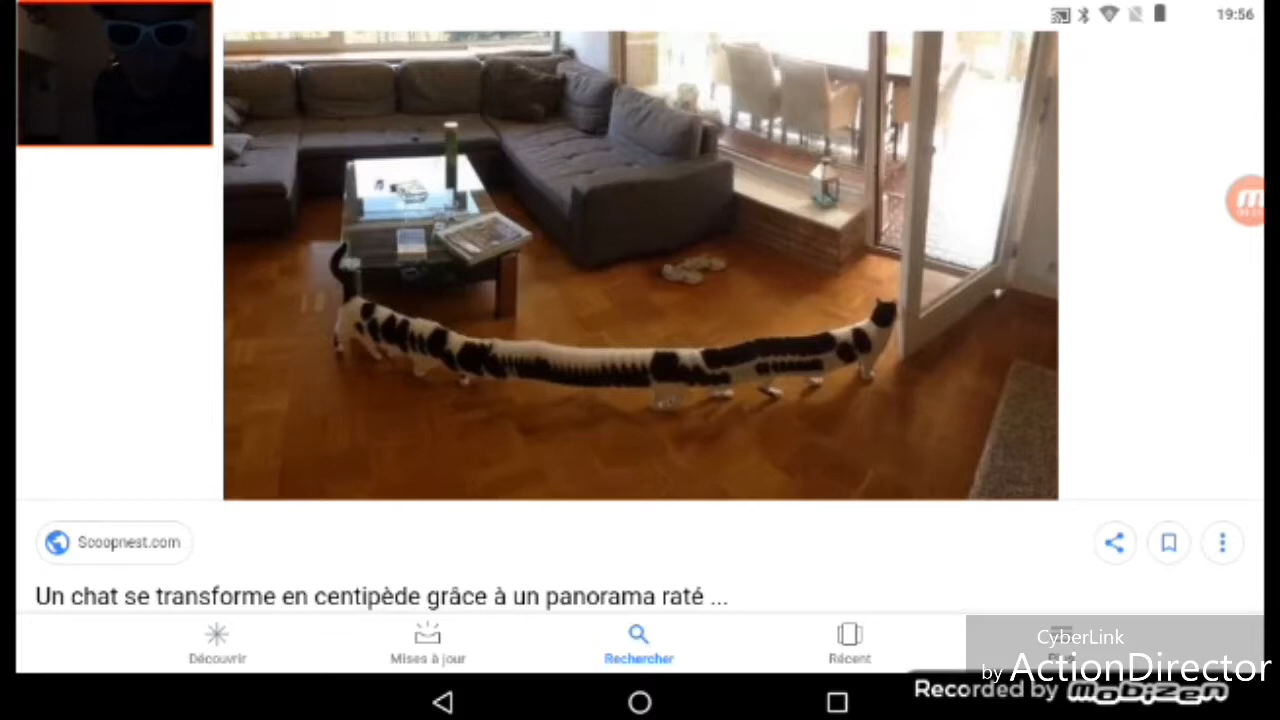 19:56
Scoopnest.com
Un chat se transforme en centipède grâce à un panorama raté ...
Découvrir
Mises à jour
Rechercher
Récent
CyberLink
by ActionDirector
Recorded by mobizen